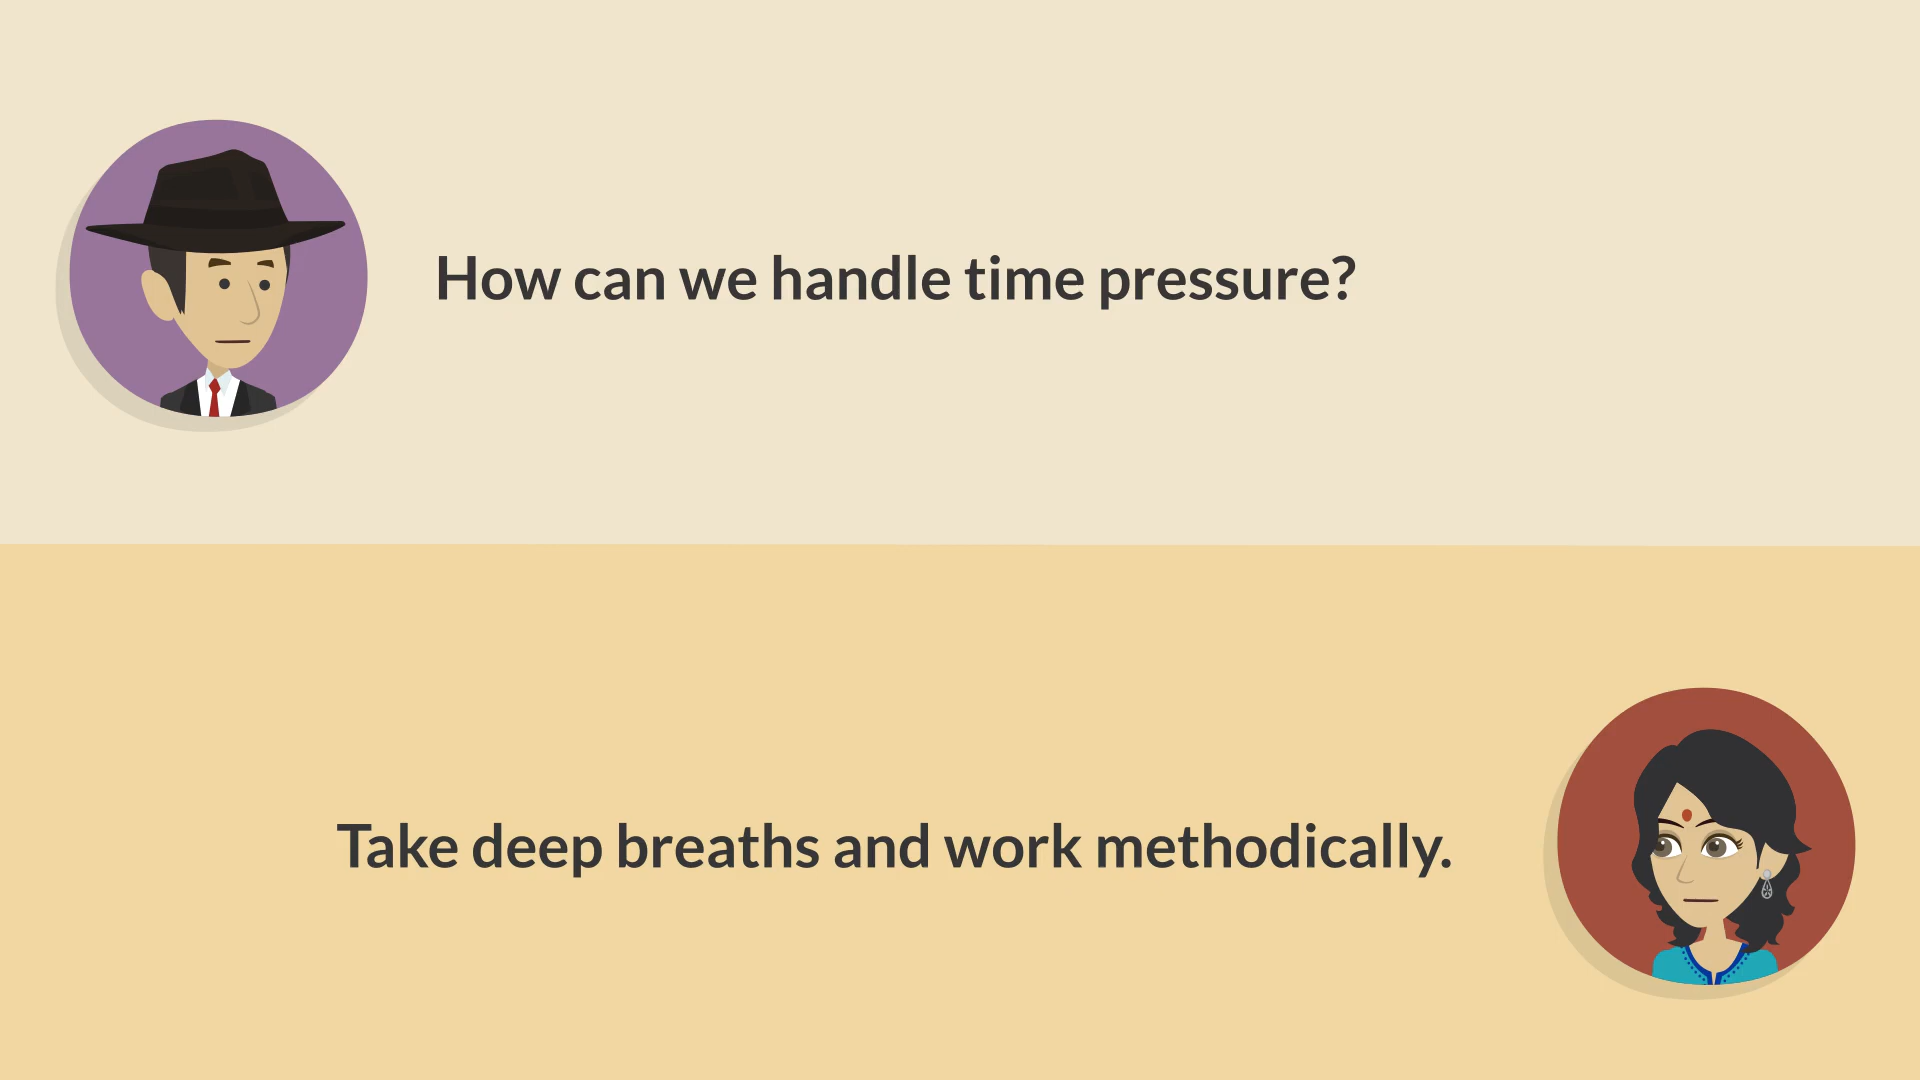 How can we handle time pressure?
Take deep breaths and work methodically.